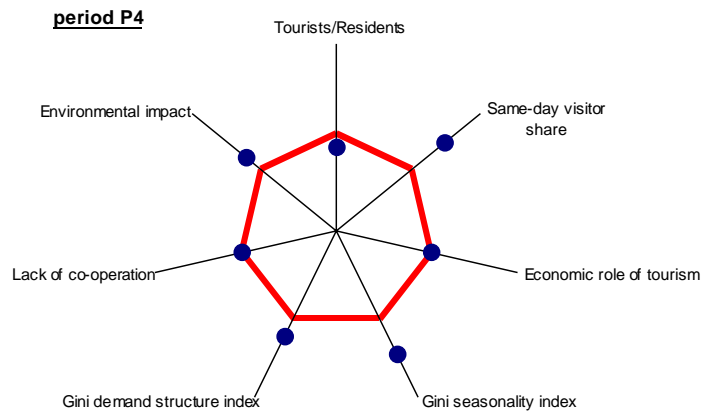 period P4
Tourists/Residents
Environmental impact
Same-day visitor
share
Lack of co-operation
Economic role of tourism
Gini demand structure index
Gini seasonality index